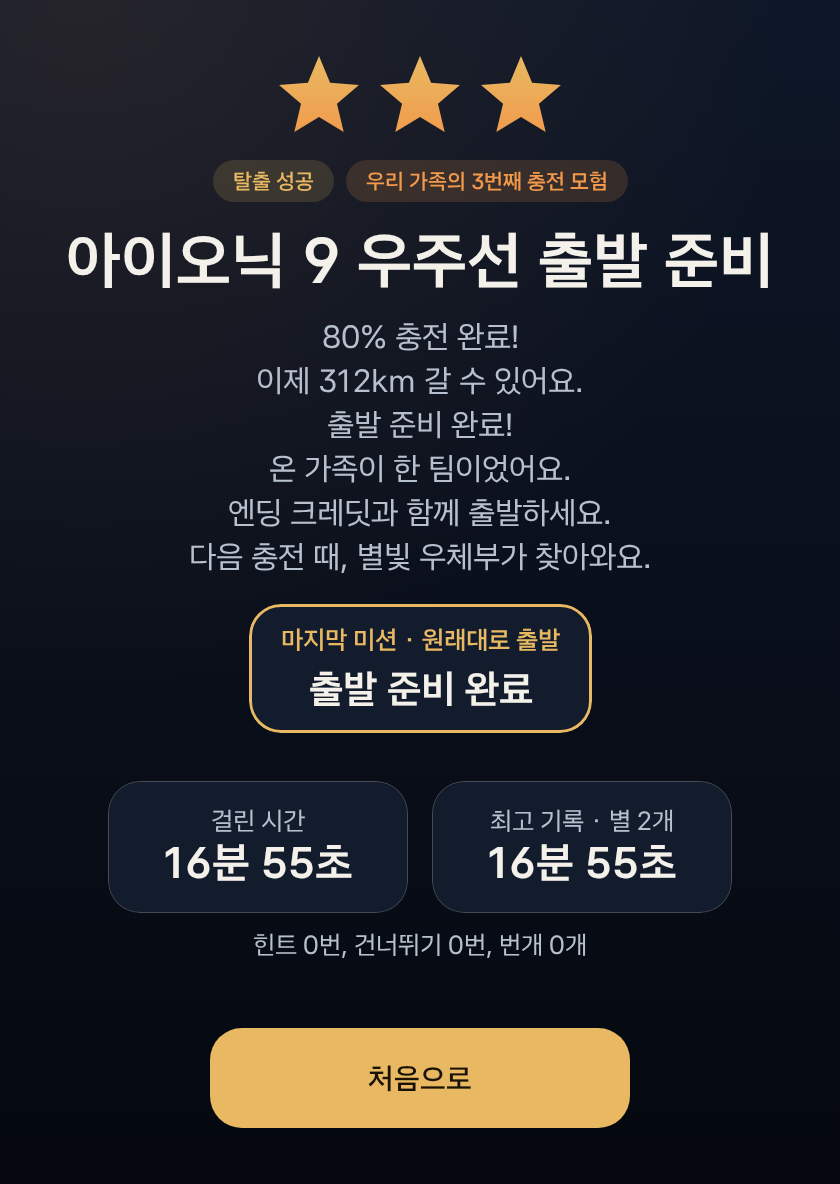 탈출 성공
우리 가족의 3번째 충전 모험
아이오닉 9 우주선 출발 준비
80% 충전 완료!
이제 312km 갈 수 있어요.
출발 준비 완료!
온 가족이 한 팀이었어요.
엔딩 크레딧과 함께 출발하세요.
다음 충전 때, 별빛 우체부가 찾아와요.
마지막 미션 · 원래대로 출발
출발 준비 완료
걸린 시간
16분 55초
최고 기록 · 별 2개
16분 55초
힌트 0번, 건너뛰기 0번, 번개 0개
처음으로